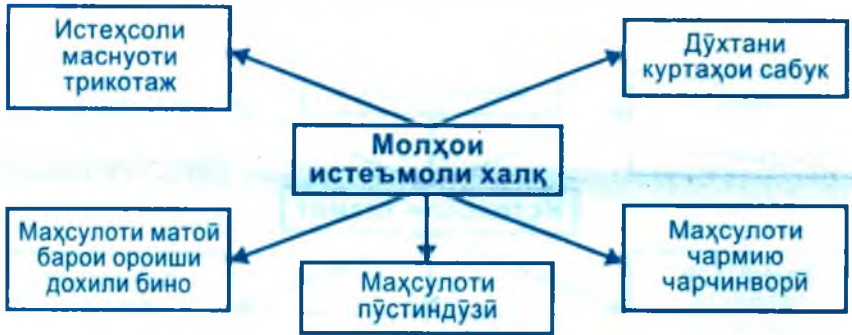 Истеҳсоли
маснуоти
трикотаж
Дӯхтани
куртаҳои сабук
Молҳои
истеъмоли халқ
Маҳсулоти матоӣ
барои ороиши
дохили бино
Маҳсулоти
пӯстиндӯзӣ
Маҳсулоти
чармию
чарчинворӣ